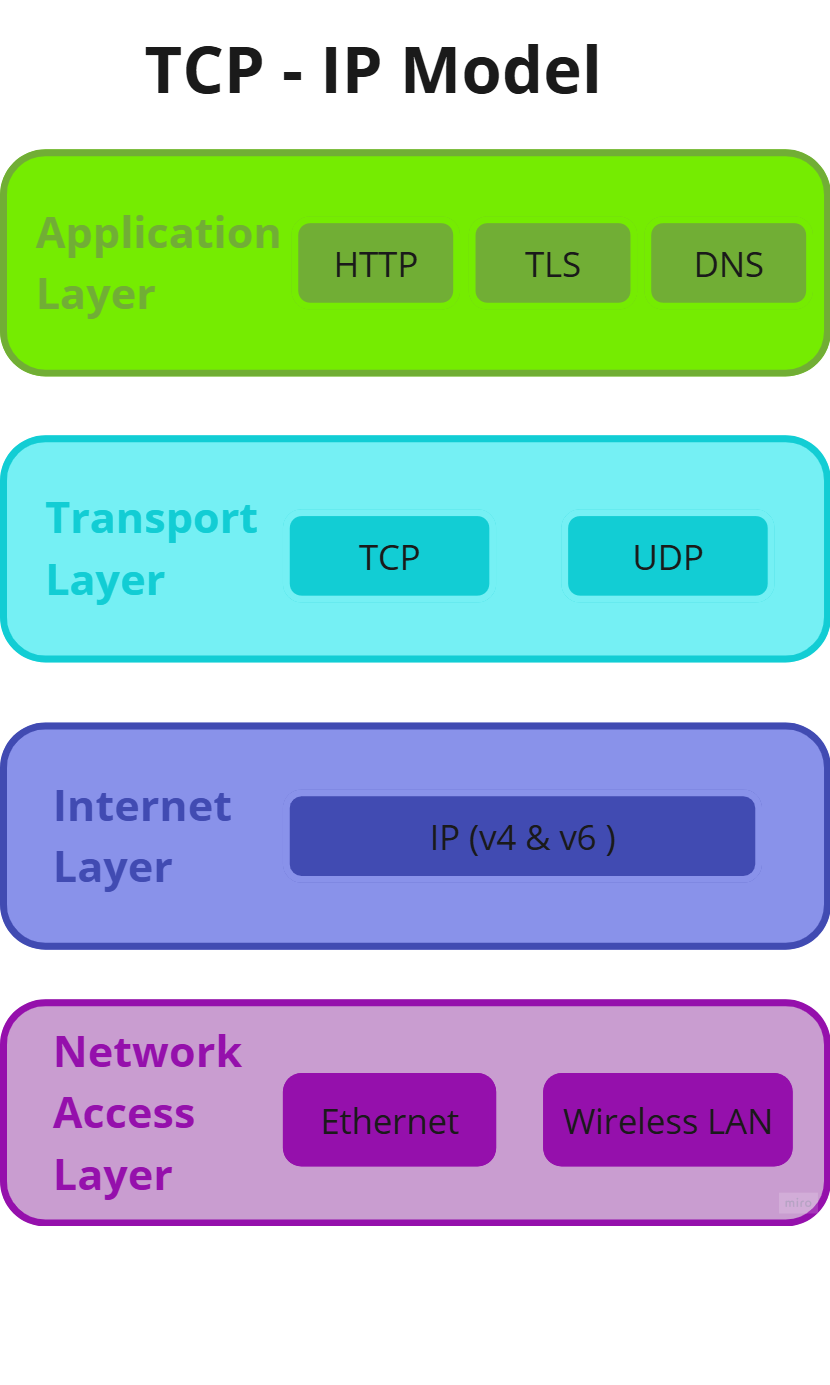 TCP - IP Model
Application
Layer
HTTP
TLS
DNS
Transport
Layer
TCP
UDP
Internet
Layer
IP (v4 & v6 )
Network
Access
Layer
Ethernet
Wireless LAN
miro